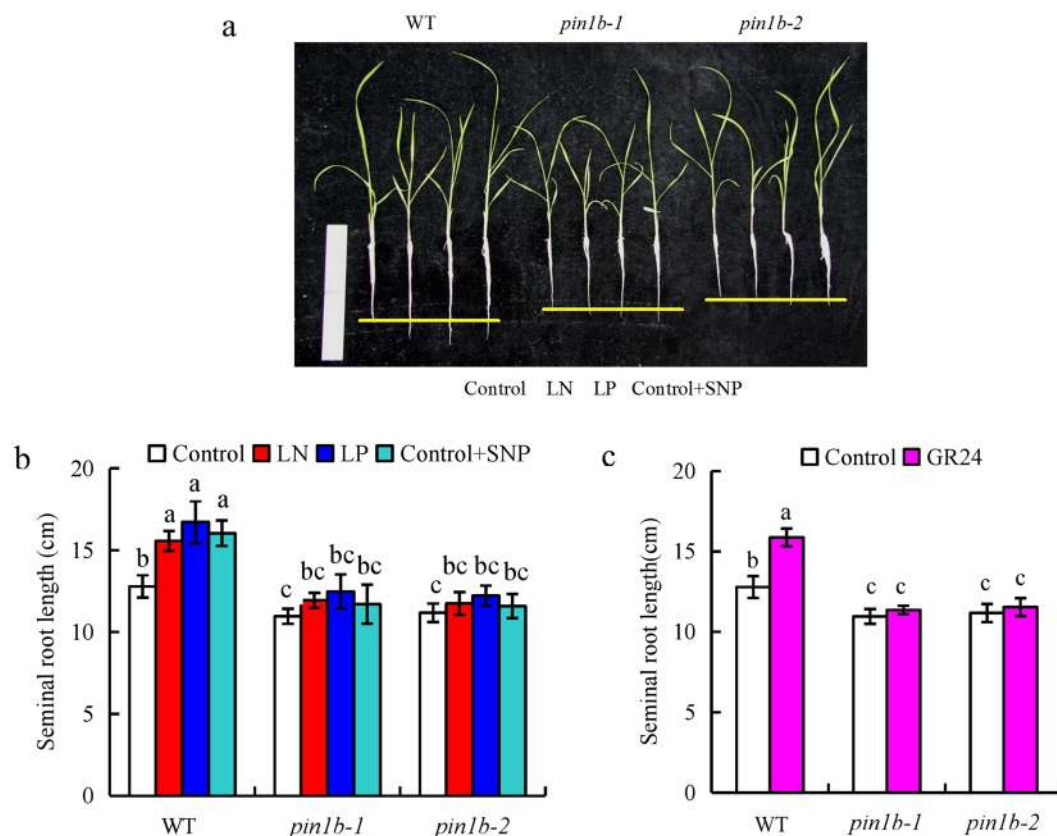 a
WT pin1b-1 pin1b-2
Control LN LP Control+SNP
b
Control LN LP Control+SNP
Seminal root length (cm)
20
15
10
5
0
b a a a
c bc bc bc
c bc bc bc
WT pin1b-1 pin1b-2
c
Control GR24
Seminal root length(cm)
20
15
10
5
0
b a
c c
c c
WT pin1b-1 pin1b-2